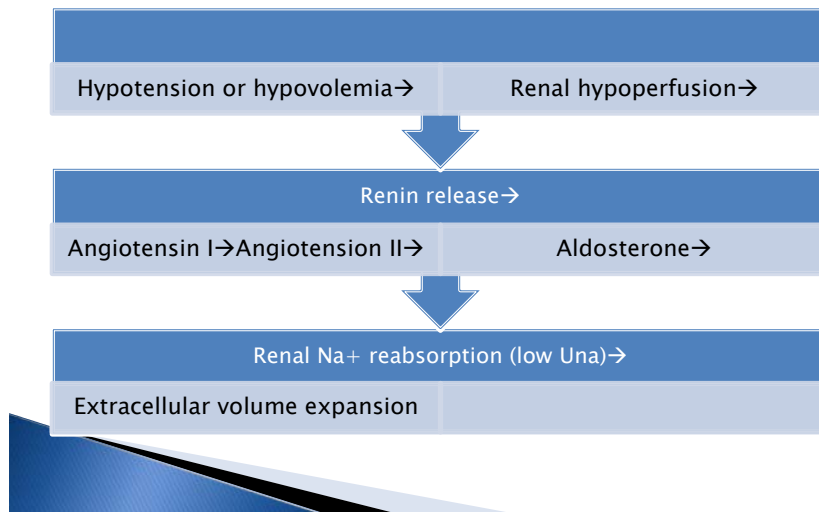 Hypotension or hypovolemia→
Renal hypoperfusion→
Renin release→
Angiotensin I→Angiotension II→
Aldosterone→
Renal Na+ reabsorption (low Una)→
Extracellular volume expansion